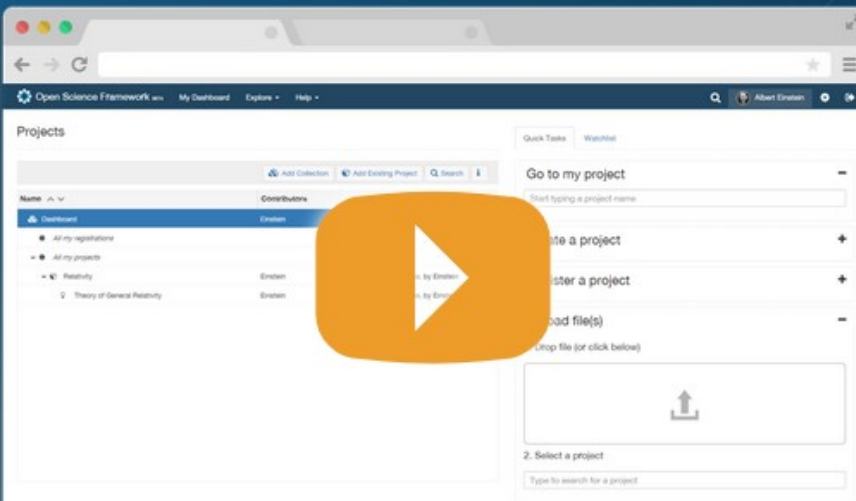 Open Science Framework BETA My Dashboard Explore Help Albert Einstein
Projects
Quick Tasks Watchlist
Add Collection Add Existing Project Search
Go to my project
Start typing a project name
Name Contributors
Dashboard Einstein
All my registrations
All my projects
Relativity Einstein by Einstein
Theory of General Relativity Einstein by
a project
a project
file(s)
Drop file (or click below)
2. Select a project
Type to search for a project